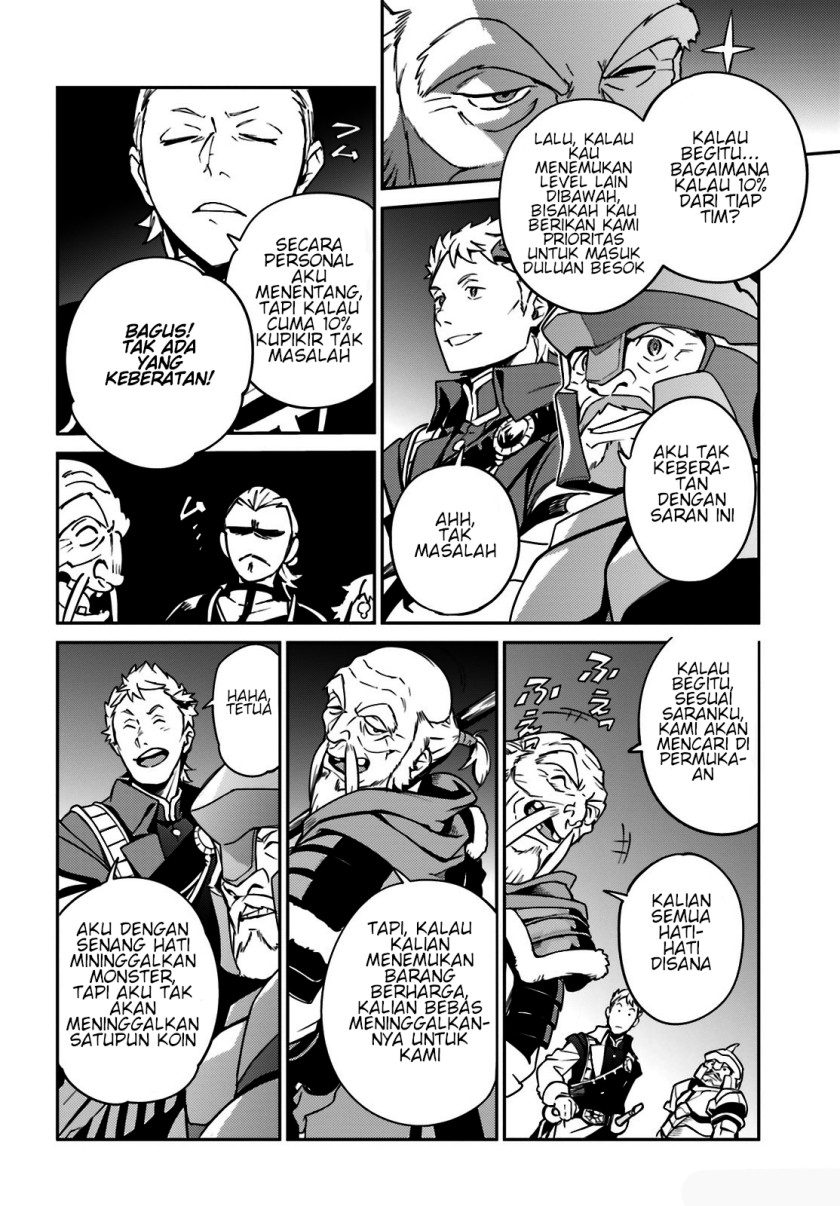 KALAU
BEGITU...
BAGAIMANA
KALAU 10%
DARI TIAP
TIM?
LALU, KALAU
KAU
MENEMUKAN
LEVEL LAIN
DIBAWAH,
BISAKAH KAU
BERIKAN KAMI
PRIORITAS
UNTUK MASUK
DULUAN BESOK
AKU TAK
KEBERA-
TAN
DENGAN
SARAN INI
AHH,
TAK
MASALAH
SECARA
PERSONAL
AKU
MENENTANG,
TAPI KALAU
CUMA 10%
KUPIKIR TAK
MASALAH
BAGUS!
TAK ADA
YANG
KEBERATAN!
KALAU
BEGITU,
SESUAI
SARANKU,
KAMI AKAN
MENCARI DI
PERMUKA-
AN
ふ
ふ
ふ
ふ
KALIAN
SEMUA
HATI-
HATI
DISANA
TAPI, KALAU
KALIAN
MENEMUKAN
BARANG
BERHARGA,
KALIAN BEBAS
MENINGGALKAN-
NYA UNTUK
KAMI
HAHA,
TETUA
AKU DENGAN
SENANG HATI
MININGGALKAN
MONSTER,
TAPI AKU TAK
AKAN
MENINGGALKAN
SATUPUN KOIN